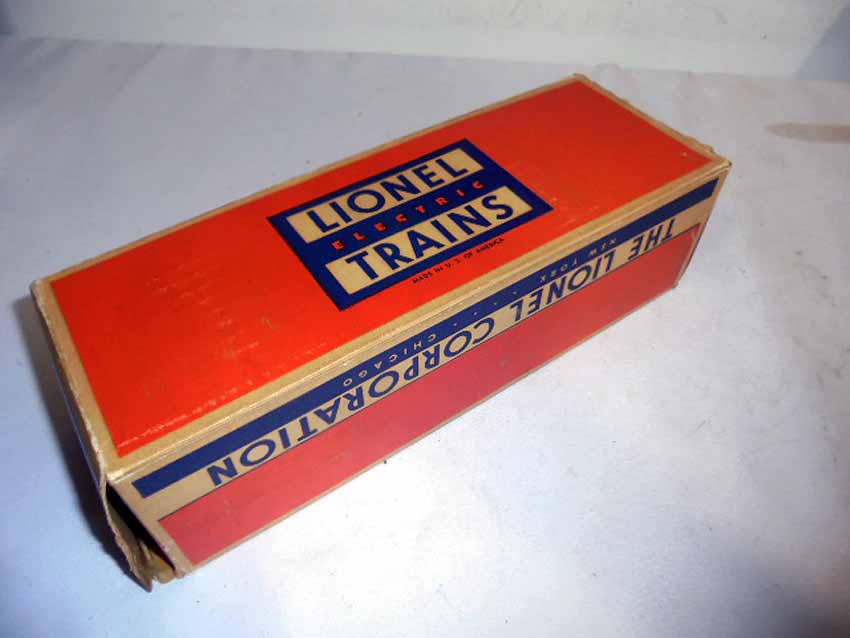 LIONEL
ELECTRIC
TRAINS
MADE IN U. S. OF AMERICA
THE LIONEL CORPORATION
NEW YORK . . . . . CHICAGO